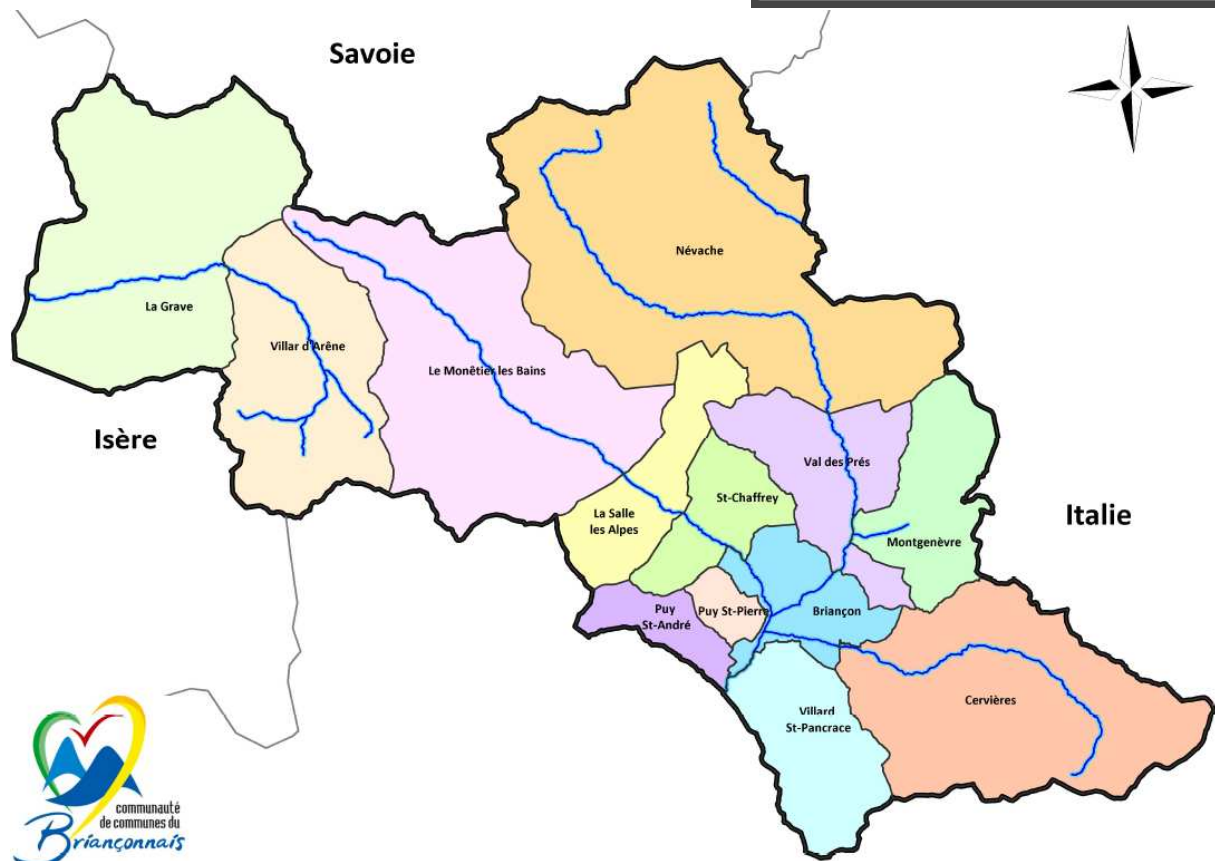 Savoie
Névache
La Grave
Villar d'Arêne
Le Monêtier les Bains
Isère
Val des Prés
St-Chaffrey
La Salle
les Alpes
Italie
Montgenèvre
Puy
St-André
Puy St-Pierre
Briançon
Cervières
Villard
St-Pancrace
communauté
de communes du
Briançonnais